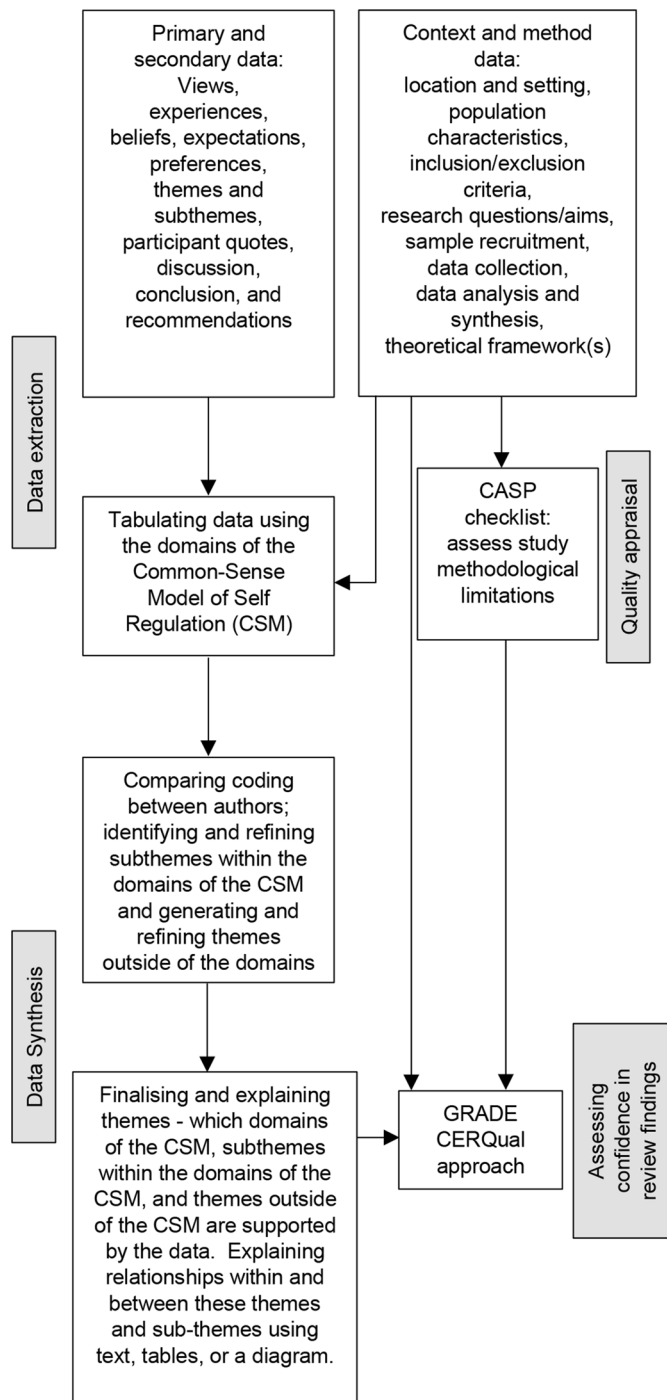 Primary and
secondary data:
Views,
experiences,
beliefs, expectations,
preferences,
themes and
subthemes,
participant quotes,
discussion,
conclusion, and
recommendations
Context and method
data:
location and setting,
population
characteristics,
inclusion/exclusion
criteria,
research questions/aims,
sample recruitment,
data collection,
data analysis and
synthesis,
theoretical framework(s)
Data extraction
Tabulating data using
the domains of the
Common-Sense
Model of Self
Regulation (CSM)
CASP
checklist:
assess study
methodological
limitations
Quality appraisal
Comparing coding
between authors;
identifying and refining
subthemes within the
domains of the CSM
and generating and
refining themes
outside of the domains
Data Synthesis
Finalising and explaining
themes - which domains
of the CSM, subthemes
within the domains of the
CSM, and themes outside
of the CSM are supported
by the data.  Explaining
relationships within and
between these themes
and sub-themes using
text, tables, or a diagram.
GRADE
CERQual
approach
Assessing
confidence in
review findings